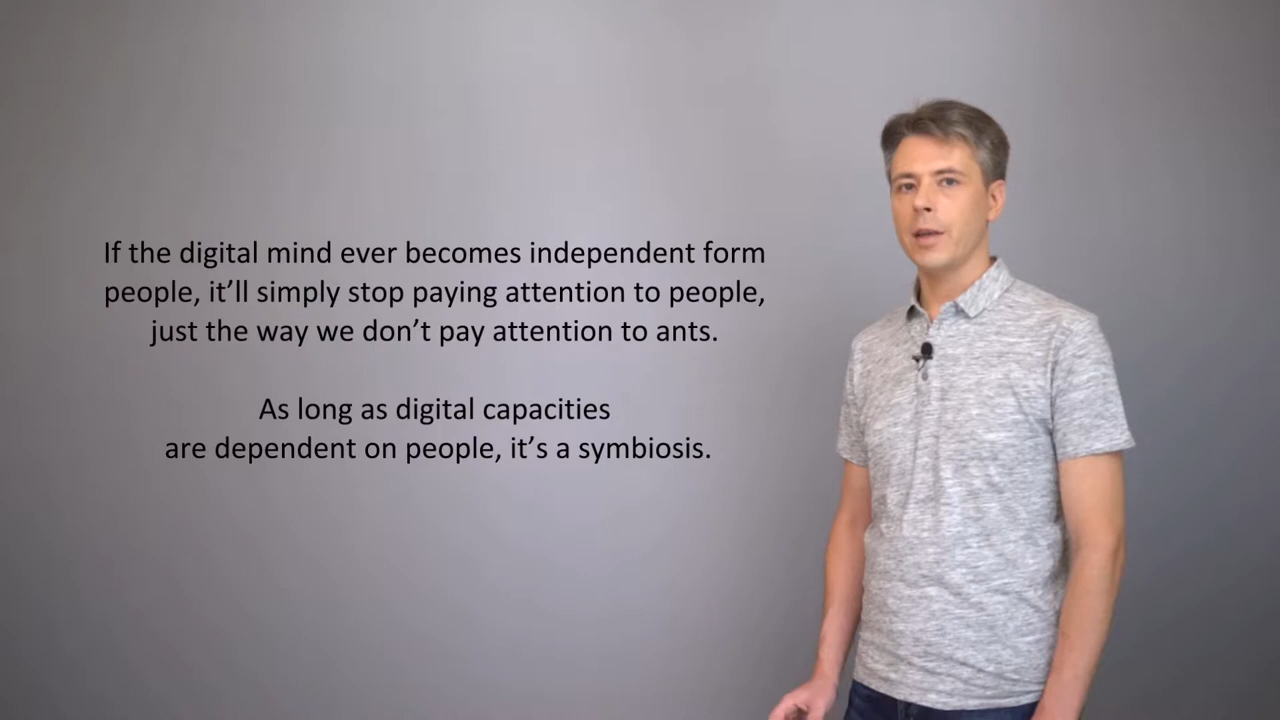 If the digital mind ever becomes independent form
people, it’ll simply stop paying attention to people,
just the way we don’t pay attention to ants.
As long as digital capacities
are dependent on people, it’s a symbiosis.